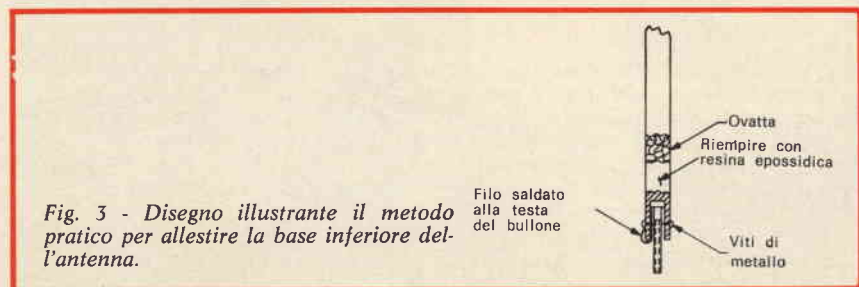 Fig. 3 - Disegno illustrante il metodo
pratico per allestire la base inferiore del-
l'antenna.
Filo saldato
alla testa
del bullone
Ovatta
Riempire con
resina epossidica
Viti di
metallo